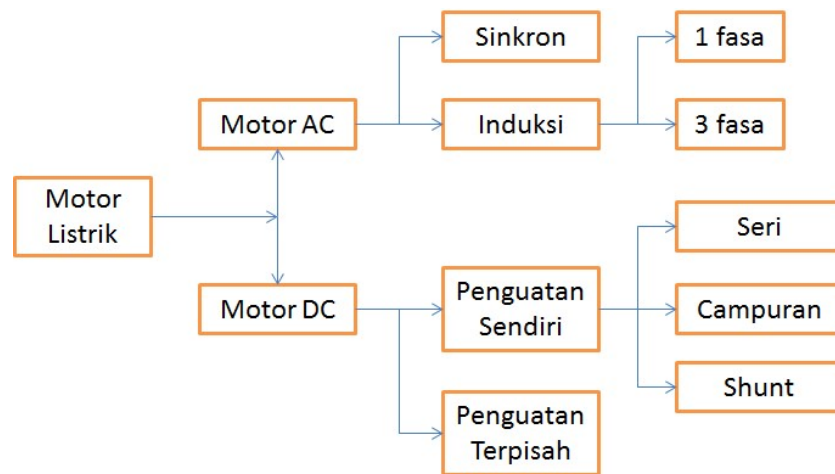 Motor
Listrik
Motor AC
Sinkron
Induksi
1 fasa
3 fasa
Motor DC
Penguatan
Sendiri
Seri
Campuran
Shunt
Penguatan
Terpisah